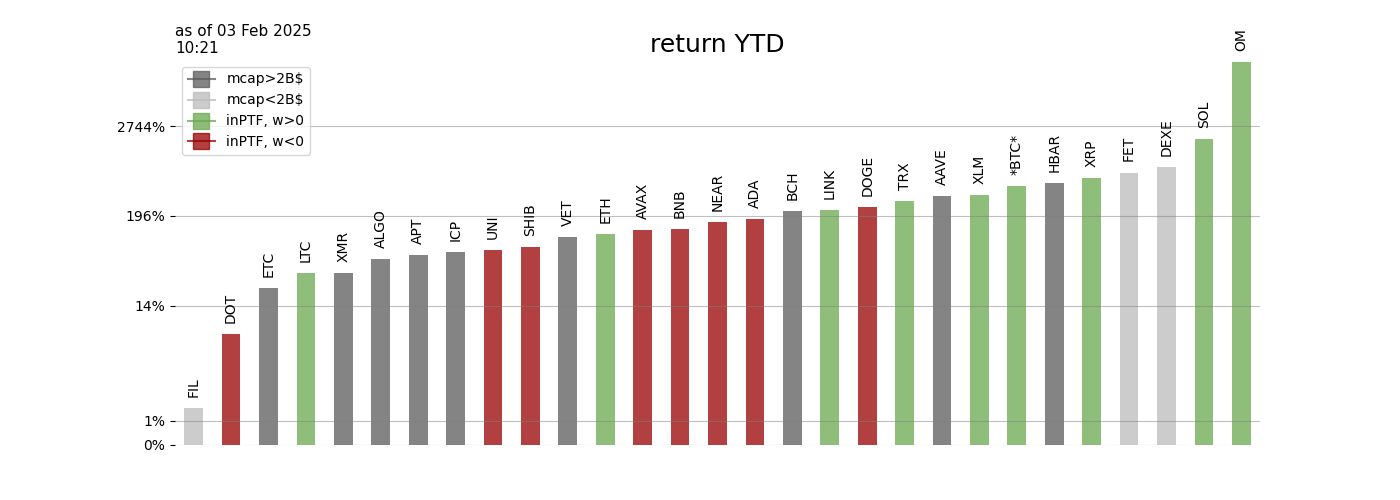 as of 03 Feb 2025
10:21
return YTD
mcap>2B$
mcap<2B$
inPTF, w>0
inPTF, w<0
2744%
196%
14%
1%
0%
FIL
DOT
ETC
LTC
XMR
ALGO
APT
ICP
UNI
SHIB
VET
ETH
AVAX
BNB
NEAR
ADA
BCH
LINK
DOGE
TRX
AAVE
XLM
*BTC*
HBAR
XRP
FET
DEXE
SOL
OM